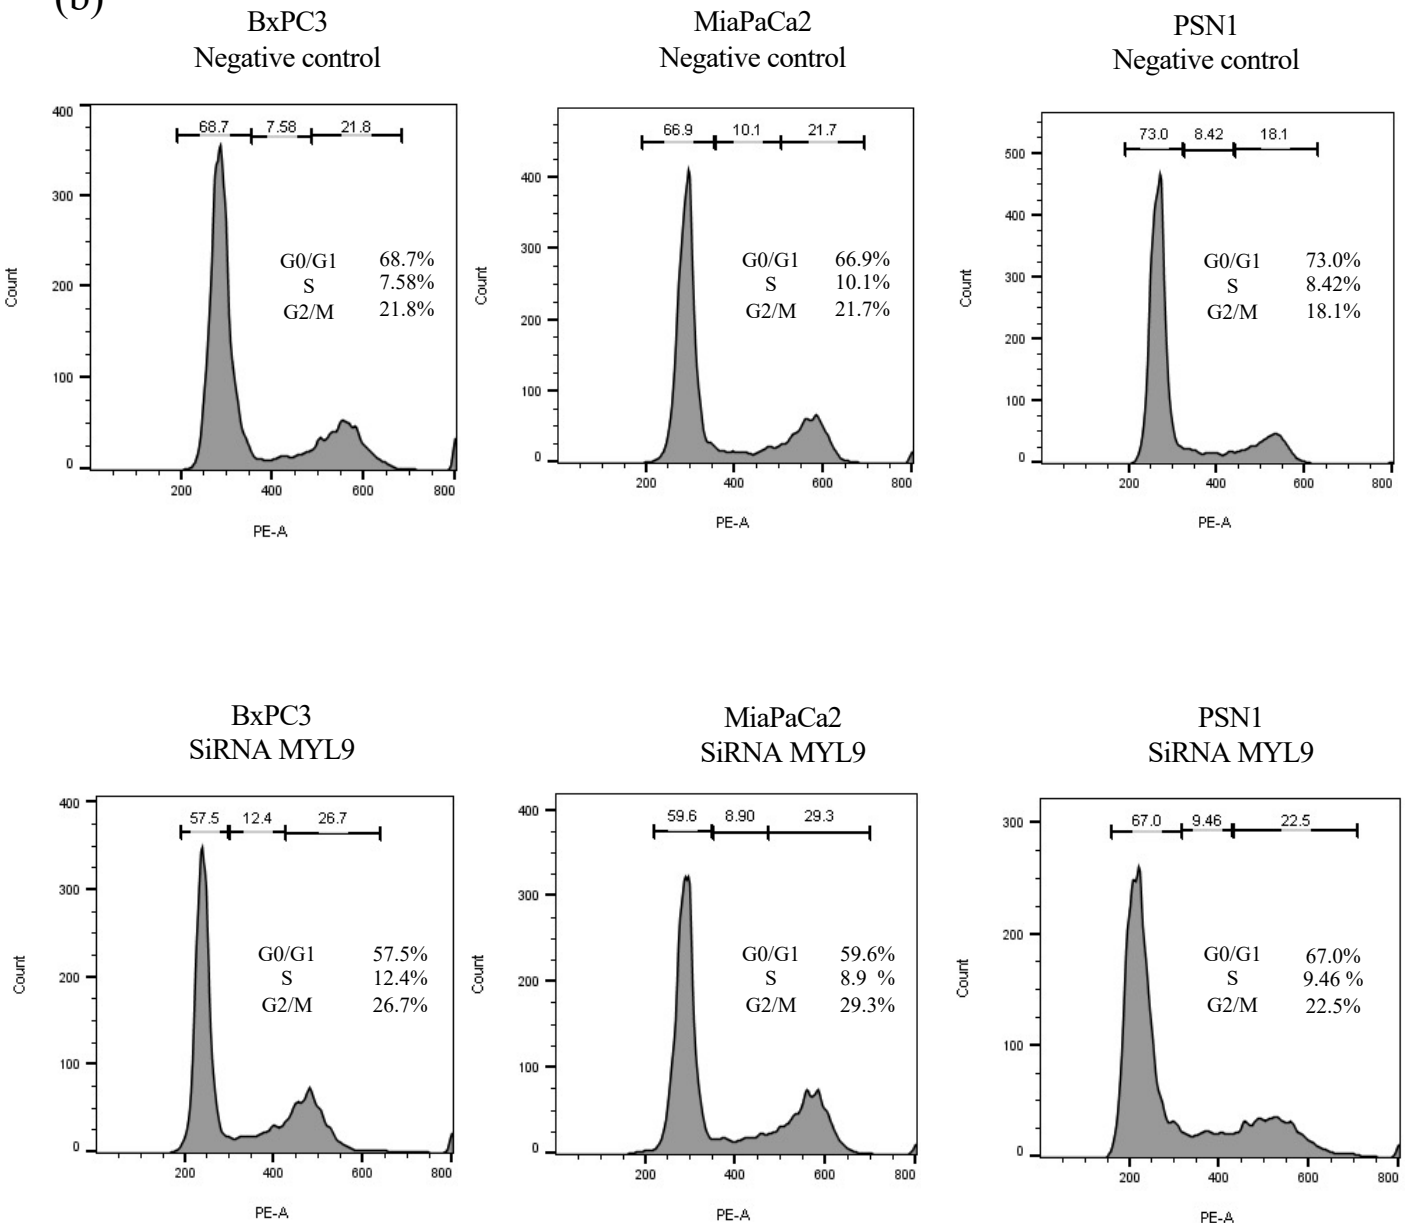 (b)
BxPC3
Negative control
MiaPaCa2
Negative control
PSN1
Negative control
400
300
200
100
0
Count
68.7 7.58 21.8
G0/G1 68.7%
S 7.58%
G2/M 21.8%
200 400 600 800
PE-A
400
300
200
100
0
Count
66.9 10.1 21.7
G0/G1 66.9%
S 10.1%
G2/M 21.7%
200 400 600 800
PE-A
500
400
300
200
100
0
Count
73.0 8.42 18.1
G0/G1 73.0%
S 8.42%
G2/M 18.1%
200 400 600 800
PE-A
BxPC3
SiRNA MYL9
MiaPaCa2
SiRNA MYL9
PSN1
SiRNA MYL9
400
300
200
100
0
Count
57.5 12.4 26.7
G0/G1 57.5%
S 12.4%
G2/M 26.7%
200 400 600 800
PE-A
400
300
200
100
0
Count
59.6 8.90 29.3
G0/G1 59.6%
S 8.9 %
G2/M 29.3%
200 400 600 800
PE-A
300
200
100
0
Count
67.0 9.46 22.5
G0/G1 67.0%
S 9.46 %
G2/M 22.5%
200 400 600 800
PE-A